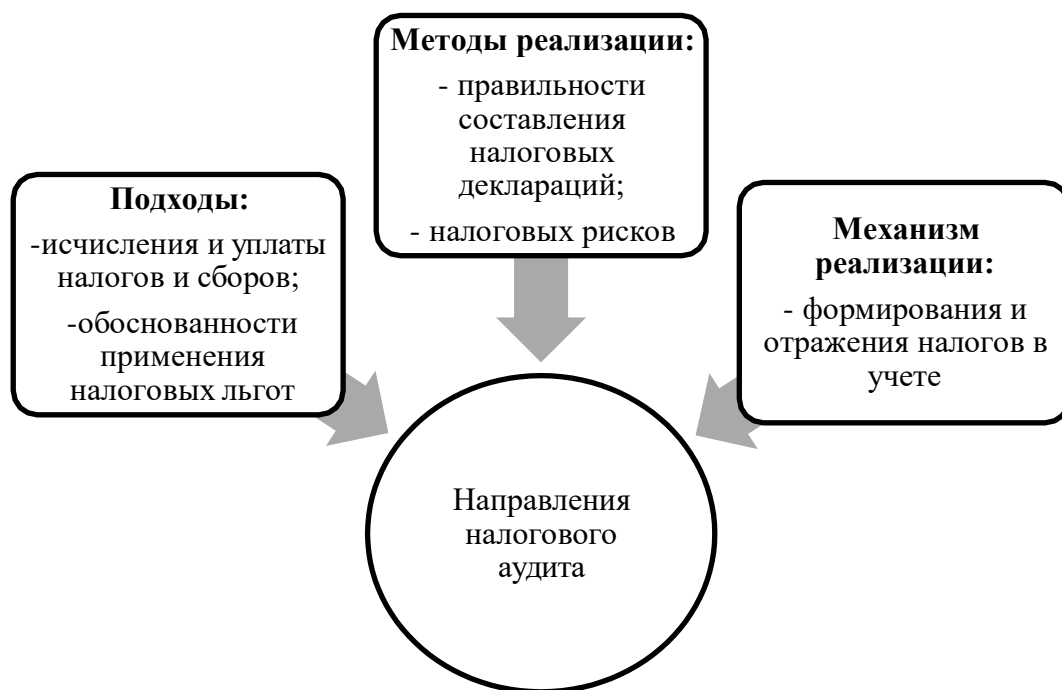 Методы реализации:
- правильности
составления
налоговых
деклараций;
- налоговых рисков
Подходы:
-исчисления и уплаты
налогов и сборов;
-обоснованности
применения
налоговых льгот
Механизм
реализации:
- формирования и
отражения налогов в
учете
Направления
налогового
аудита